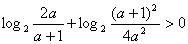 log₂ 2a/(a+1) + log₂ (a+1)²/4a² > 0